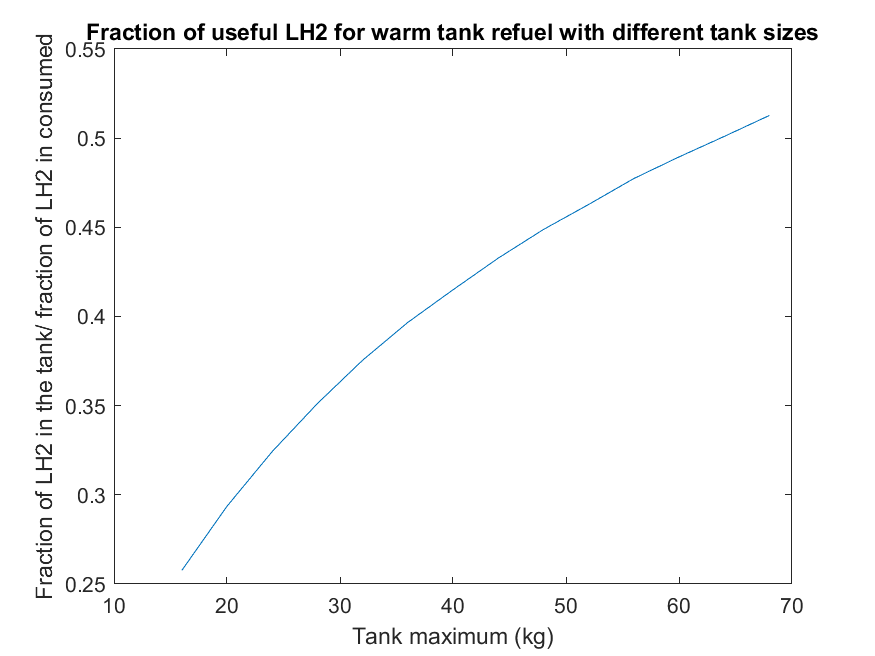 Fraction of useful LH2 for warm tank refuel with different tank sizes
Fraction of LH2 in the tank/ fraction of LH2 in consumed
0.55
0.5
0.45
0.4
0.35
0.3
0.25
10 20 30 40 50 60 70
Tank maximum (kg)